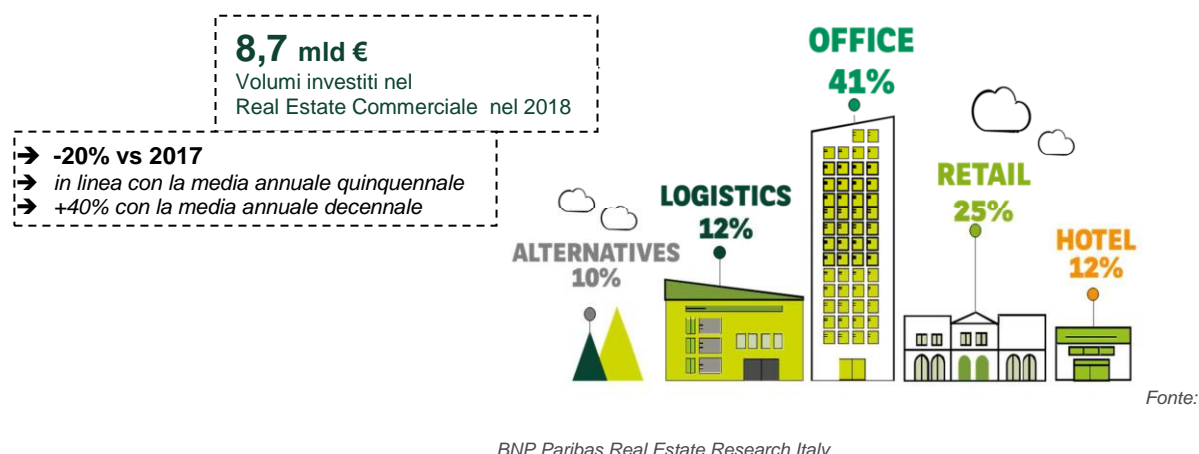 8,7 mld €
Volumi investiti nel
Real Estate Commerciale nel 2018
➔ -20% vs 2017
➔ in linea con la media annuale quinquennale
➔ +40% con la media annuale decennale
ALTERNATIVES
10%
LOGISTICS
12%
OFFICE
41%
RETAIL
25%
HOTEL
12%
Fonte:
BNP Paribas Real Estate Research Italy